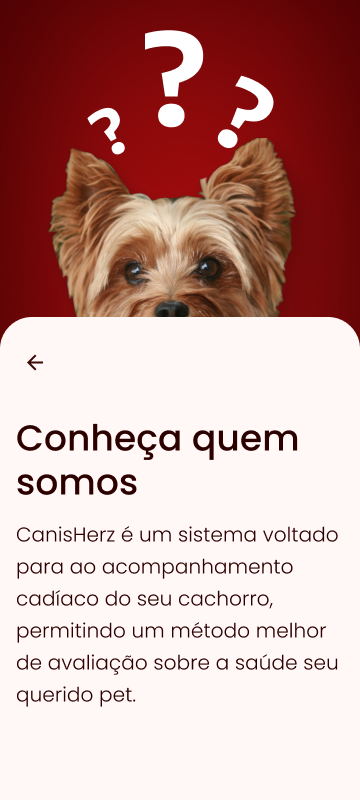 ? ? ?
Conheça quem
somos
CanisHerz é um sistema voltado
para ao acompanhamento
cadíaco do seu cachorro,
permitindo um método melhor
de avaliação sobre a saúde seu
querido pet.